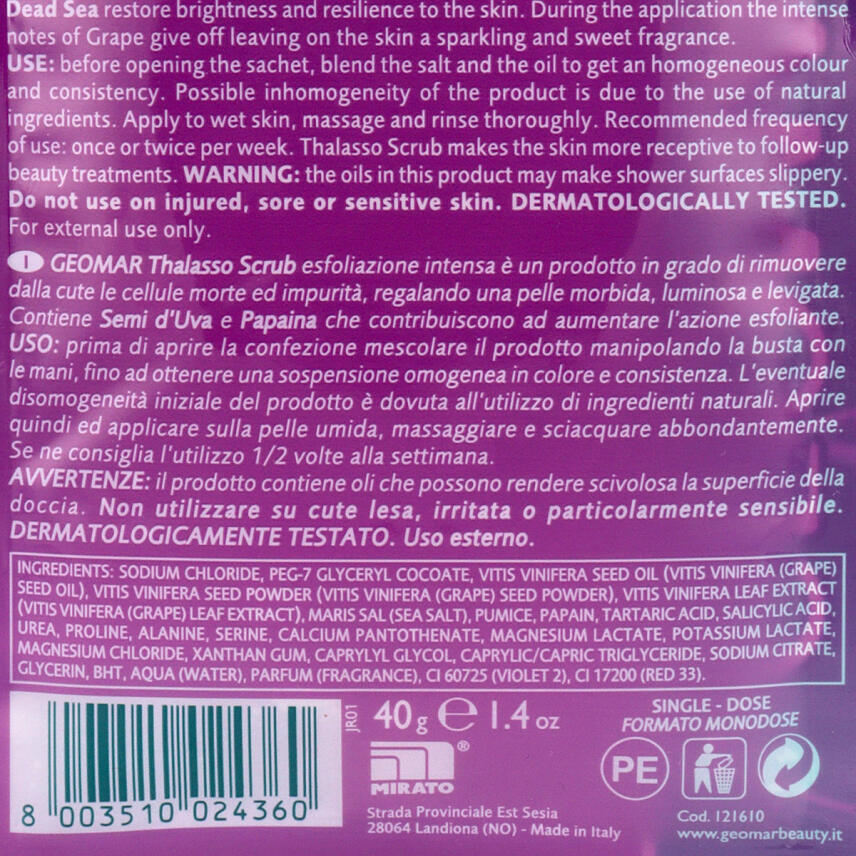 Dead Sea restore brightness and resilience to the skin. During the application the intense
notes of Grape give off leaving on the skin a sparkling and sweet fragrance.
USE: before opening the sachet, blend the salt and the oil to get an homogeneous colour
and consistency. Possible inhomogeneity of the product is due to the use of natural
ingredients. Apply to wet skin, massage and rinse thoroughly. Recommended frequency
of use: once or twice per week. Thalasso Scrub makes the skin more receptive to follow-up
beauty treatments. WARNING: the oils in this product may make shower surfaces slippery.
Do not use on injured, sore or sensitive skin. DERMATOLOGICALLY TESTED.
For external use only.
I GEOMAR Thalasso Scrub esfoliazione intensa è un prodotto in grado di rimuovere
dalla cute le cellule morte ed impurità, regalando una pelle morbida, luminosa e levigata.
Contiene Semi d'Uva e Papaina che contribuiscono ad aumentare l'azione esfoliante.
USO: prima di aprire la confezione mescolare il prodotto manipolando la busta con
le mani, fino ad ottenere una sospensione omogenea in colore e consistenza. L'eventuale
disomogeneità iniziale del prodotto è dovuta all'utilizzo di ingredienti naturali. Aprire
quindi ed applicare sulla pelle umida, massaggiare e sciacquare abbondantemente.
Se ne consiglia l'utilizzo 1/2 volte alla settimana.
AVVERTENZE: il prodotto contiene oli che possono rendere scivolosa la superficie della
doccia. Non utilizzare su cute lesa, irritata o particolarmente sensibile.
DERMATOLOGICAMENTE TESTATO. Uso esterno.
INGREDIENTS: SODIUM CHLORIDE, PEG-7 GLYCERYL COCOATE, VITIS VINIFERA SEED OIL (VITIS VINIFERA (GRAPE)
SEED OIL), VITIS VINIFERA SEED POWDER (VITIS VINIFERA (GRAPE) SEED POWDER), VITIS VINIFERA LEAF EXTRACT
(VITIS VINIFERA (GRAPE) LEAF EXTRACT), MARIS SAL (SEA SALT), PUMICE, PAPAIN, TARTARIC ACID, SALICYLIC ACID,
UREA, PROLINE, ALANINE, SERINE, CALCIUM PANTOTHENATE, MAGNESIUM LACTATE, POTASSIUM LACTATE,
MAGNESIUM CHLORIDE, XANTHAN GUM, CAPRYLYL GLYCOL, CAPRYLIC/CAPRIC TRIGLYCERIDE, SODIUM CITRATE,
GLYCERIN, BHT, AQUA (WATER), PARFUM (FRAGRANCE), CI 60725 (VIOLET 2), CI 17200 (RED 33).
8 003510 024360
JR01
40 g ℮ 1.4 oz
MIRATO®
Strada Provinciale Est Sesia
28064 Landiona (NO) - Made in Italy
SINGLE - DOSE
FORMATO MONODOSE
PE
Cod. 121610
www.geomarbeauty.it